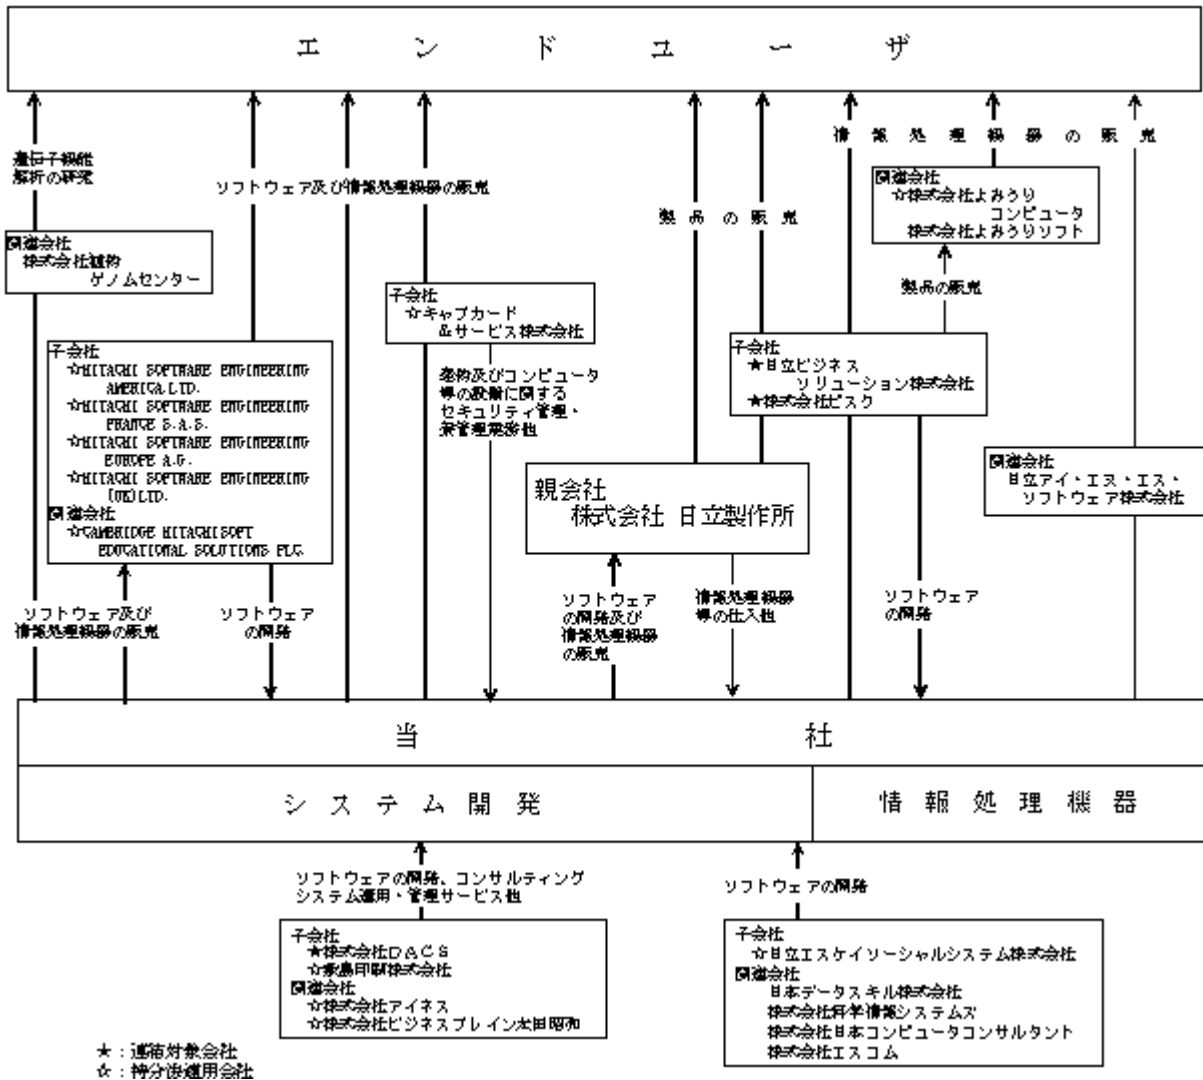 エンドユーザ
遺伝子機能
解析の研究
ソフトウェア及び情報処理機器の販売
製品の販売
情報処理機器の販売
関連会社
☆株式会社よみうり
コンピュータ
株式会社よみうりソフト
関連会社
株式会社植物
ゲノムセンター
製品の販売
子会社
☆キャブカード
&サービス株式会社
子会社
★日立ビジネス
ソリューション株式会社
★株式会社ビスク
子会社
☆HITACHI SOFTWARE ENGINEERING
AMERICA,LTD.
☆HITACHI SOFTWARE ENGINEERING
FRANCE S.A.S.
☆HITACHI SOFTWARE ENGINEERING
EUROPE A.G.
☆HITACHI SOFTWARE ENGINEERING
(UK)LTD.
関連会社
☆CAMBRIDGE HITACHISOFT
EDUCATIONAL SOLUTIONS PLC.
建物及びコンピュータ
等の設備に関する
セキュリティ管理・
保管理業務他
関連会社
日立アイ・エヌ・エス・
ソフトウェア株式会社
親会社
株式会社 日立製作所
ソフトウェア及び
情報処理機器の販売
ソフトウェア
の開発
ソフトウェア
の開発及び
情報処理機器
の販売
情報処理機器
等の仕入他
ソフトウェア
の開発
当社
システム開発
情報処理機器
ソフトウェアの開発、コンサルティング
システム運用・管理サービス他
ソフトウェアの開発
子会社
★株式会社DACS
☆印刷株式会社
関連会社
☆株式会社アイネス
☆株式会社ビジネスブレイン太田昭和
子会社
☆日立エスケイソーシャルシステム株式会社
関連会社
日本データスキル株式会社
株式会社科学情報システムズ
株式会社日本コンピュータコンサルタント
株式会社エスコム
★:連結対象会社
☆:持分法適用会社